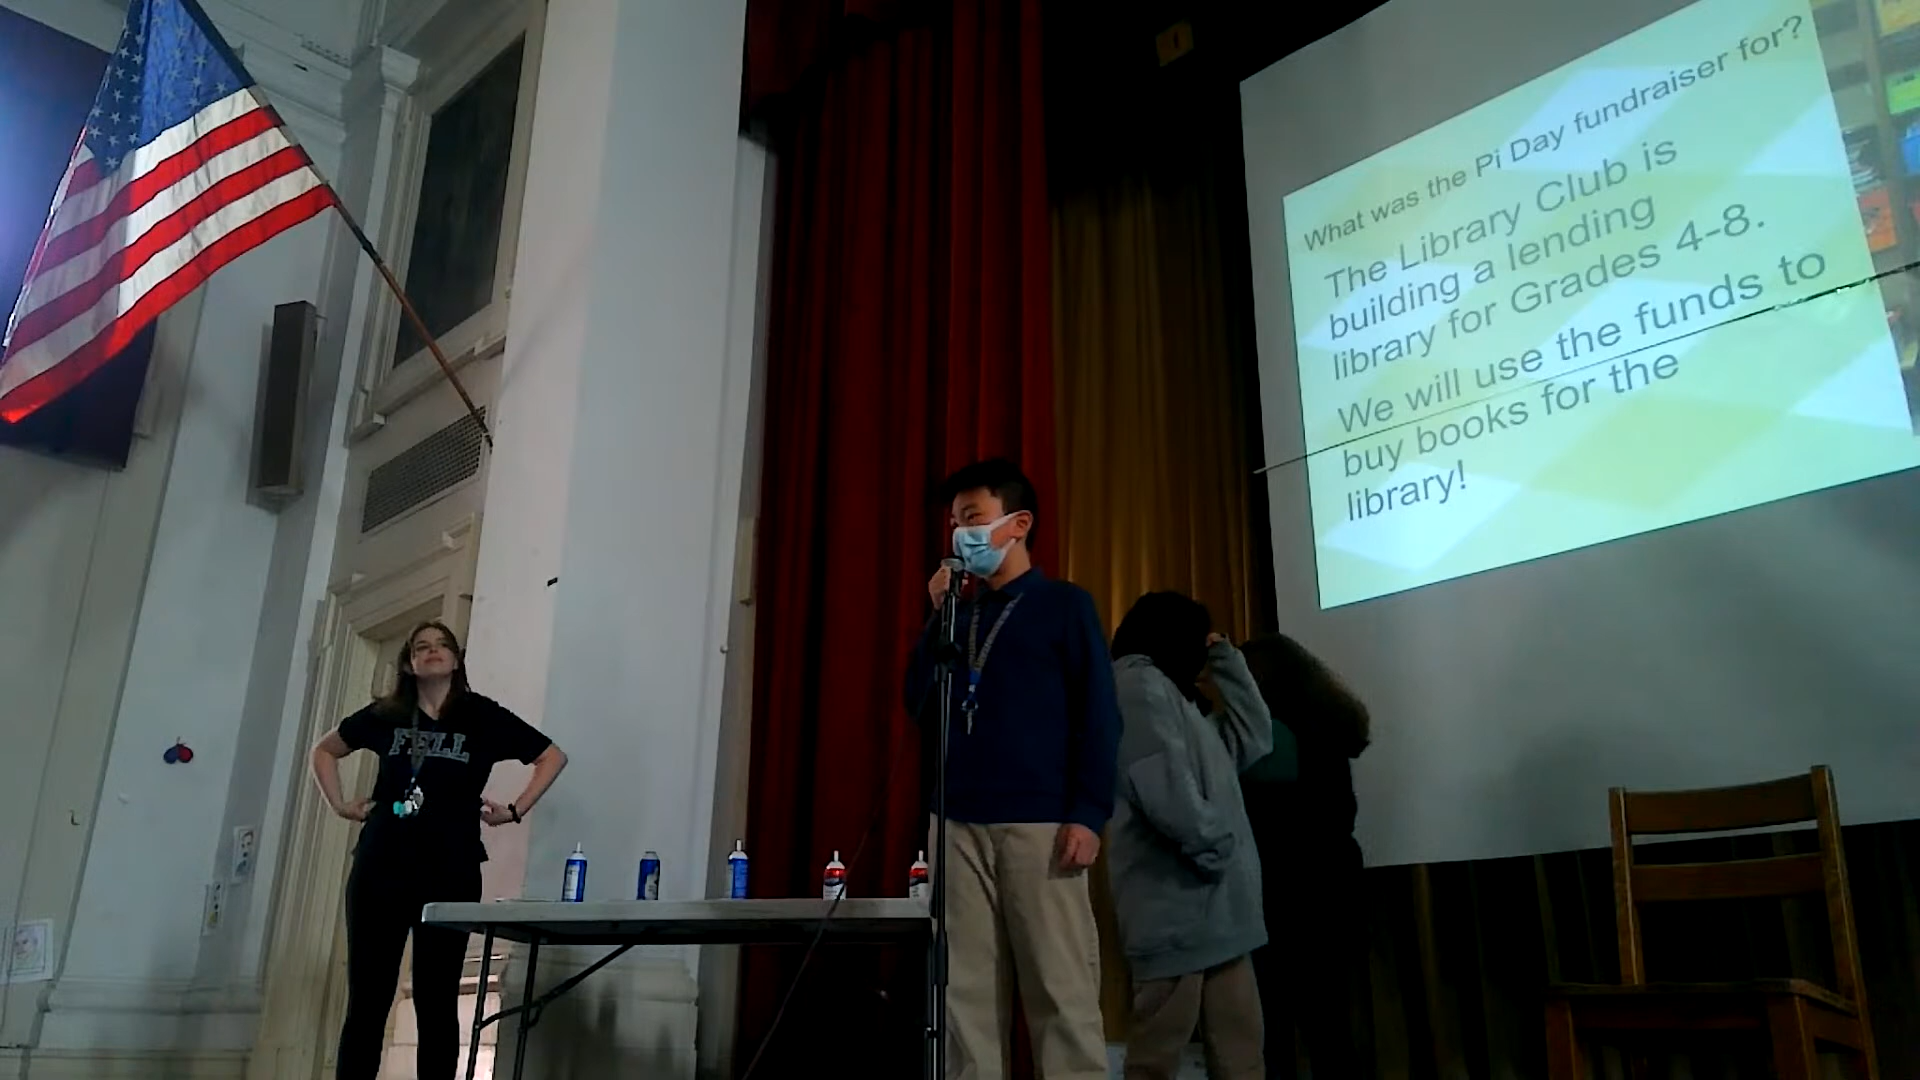 What was the Pi Day fundraiser for?
The Library Club is
building a lending
library for Grades 4-8.
We will use the funds to
buy books for the
library!
FELL